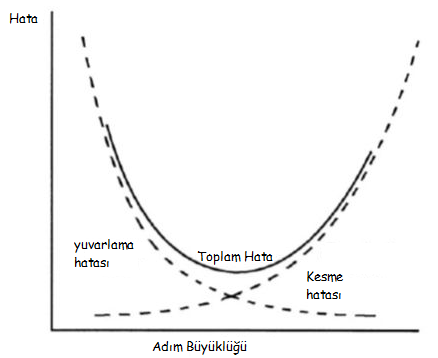 Hata
yuvarlama
hatası
Toplam Hata
Kesme
hatası
Adım Büyüklüğü